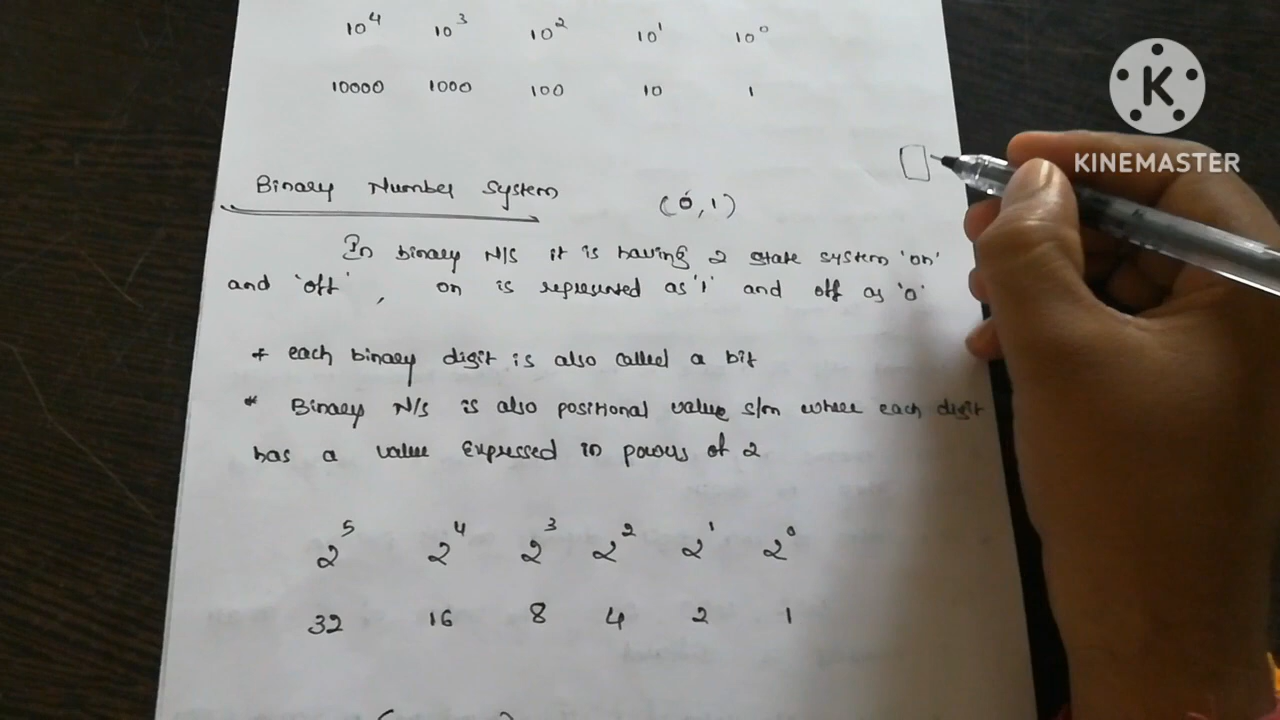 10⁴ 10³ 10² 10¹ 10⁰
10000 1000 100 10 1
K
KINEMASTER
Binary Number System (0,1)
In binary N/S it is having 2 state system 'on'
and 'off', on is represented as '1' and off as '0'
* each binary digit is also called a bit
* Binary N/S is also positional value s/m where each digit
has a value Expressed in powers of 2
2⁵ 2⁴ 2³ 2² 2¹ 2⁰
32 16 8 4 2 1